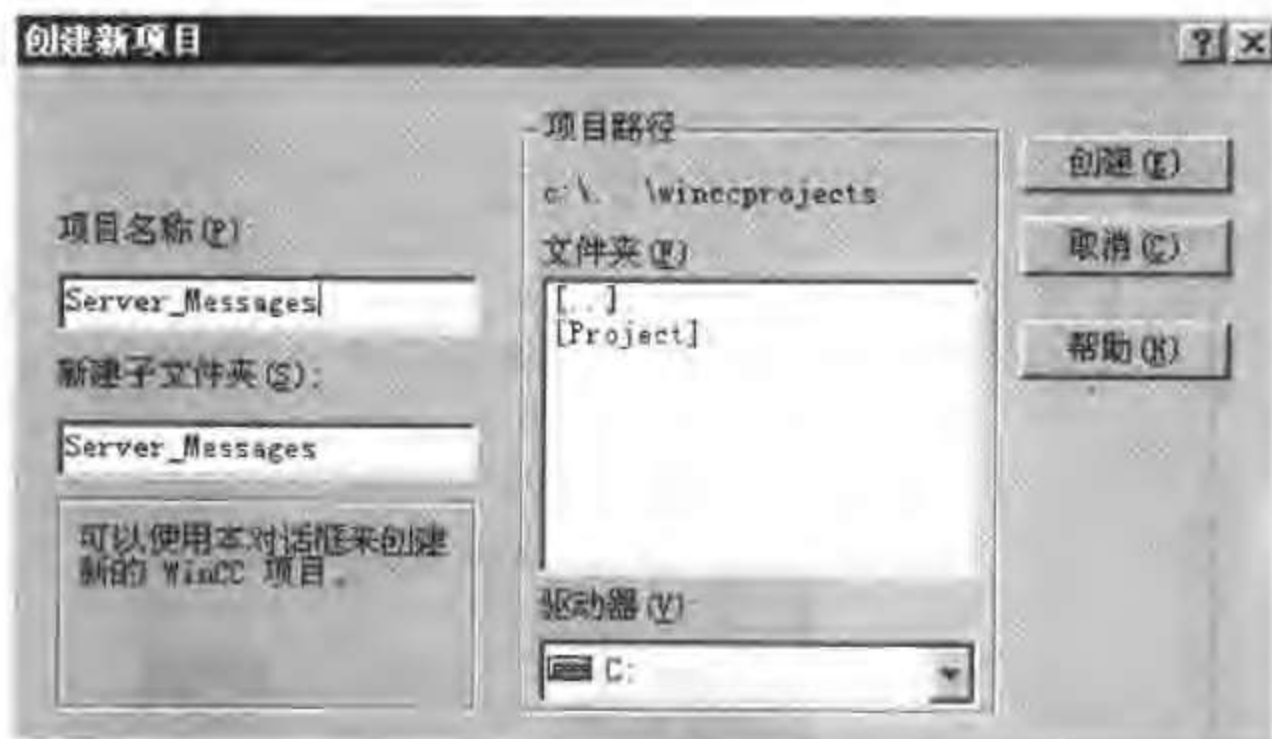 创建新项目
项目名称(P):
Server_Messages
新建子文件夹(S):
Server_Messages
可以使用本对话框来创建
新的 WinCC 项目。
项目路径
c:\. \winccprojects
文件夹
[..]
[Project]
驱动器(V)
C:
创建(E)
取消(C)
帮助(H)